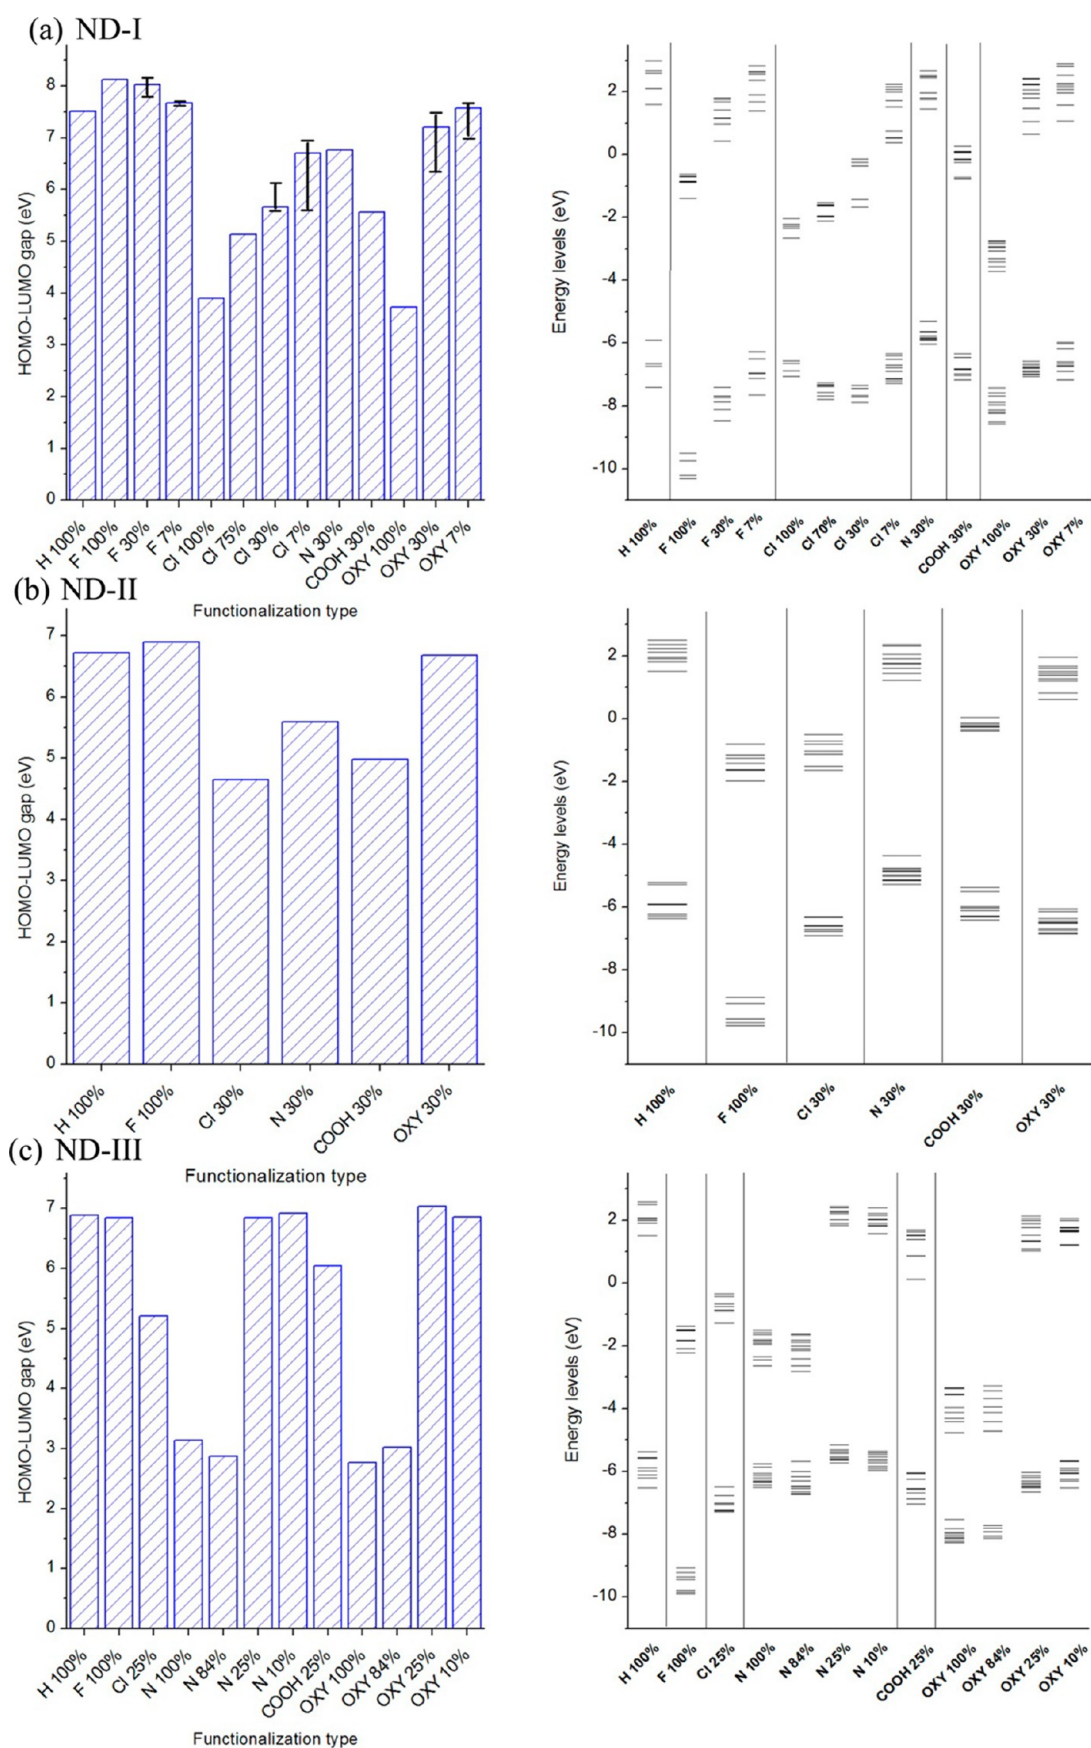 (a) ND-I
HOMO-LUMO gap (eV)
8
7
6
5
4
3
2
1
0
H 100%
F 100%
F 30%
F 7%
Cl 100%
Cl 75%
Cl 30%
Cl 7%
N 30%
COOH 30%
OXY 100%
OXY 30%
OXY 7%
Functionalization type
Energy levels (eV)
2
0
-2
-4
-6
-8
-10
H 100%
F 100%
F 30%
F 7%
Cl 100%
Cl 70%
Cl 30%
Cl 7%
N 30%
COOH 30%
OXY 100%
OXY 30%
OXY 7%
(b) ND-II
HOMO-LUMO gap (eV)
7
6
5
4
3
2
1
0
H 100%
F 100%
Cl 30%
N 30%
COOH 30%
OXY 30%
Functionalization type
Energy levels (eV)
2
0
-2
-4
-6
-8
-10
H 100%
F 100%
Cl 30%
N 30%
COOH 30%
OXY 30%
(c) ND-III
HOMO-LUMO gap (eV)
7
6
5
4
3
2
1
0
H 100%
F 100%
Cl 25%
N 100%
N 84%
N 25%
N 10%
COOH 25%
OXY 100%
OXY 84%
OXY 25%
OXY 10%
Functionalization type
Energy levels (eV)
2
0
-2
-4
-6
-8
-10
H 100%
F 100%
Cl 25%
N 100%
N 84%
N 25%
N 10%
COOH 25%
OXY 100%
OXY 84%
OXY 25%
OXY 10%